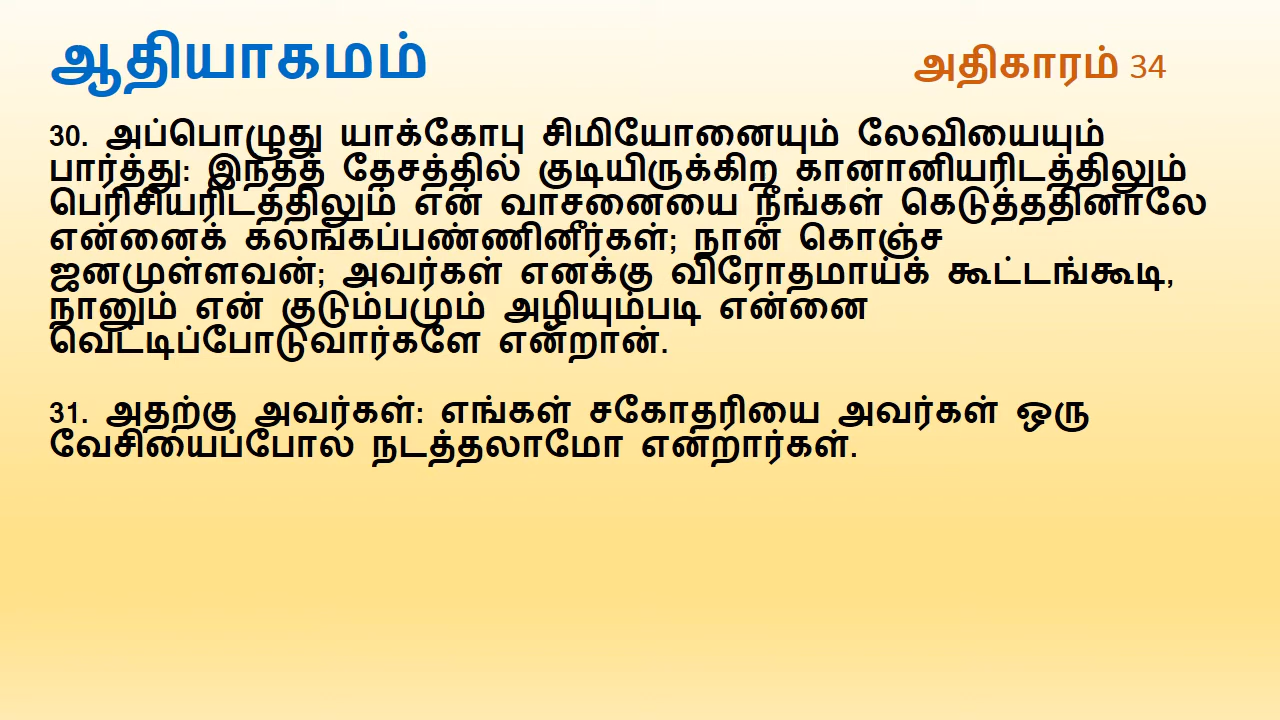 ஆதியாகமம்
அதிகாரம் 34
30. அப்பொழுது யாக்கோபு சிமியோனையும் லேவியையும்
பார்த்து: இந்தத் தேசத்தில் குடியிருக்கிற கானானியரிடத்திலும்
பெரிசியரிடத்திலும் என் வாசனையை நீங்கள் கெடுத்ததினாலே
என்னைக் கலங்கப்பண்ணினீர்கள்; நான் கொஞ்ச
ஜனமுள்ளவன்; அவர்கள் எனக்கு விரோதமாய்க் கூட்டங்கூடி,
நானும் என் குடும்பமும் அழியும்படி என்னை
வெட்டிப்போடுவார்களே என்றான்.
31. அதற்கு அவர்கள்: எங்கள் சகோதரியை அவர்கள் ஒரு
வேசியைப்போல நடத்தலாமோ என்றார்கள்.